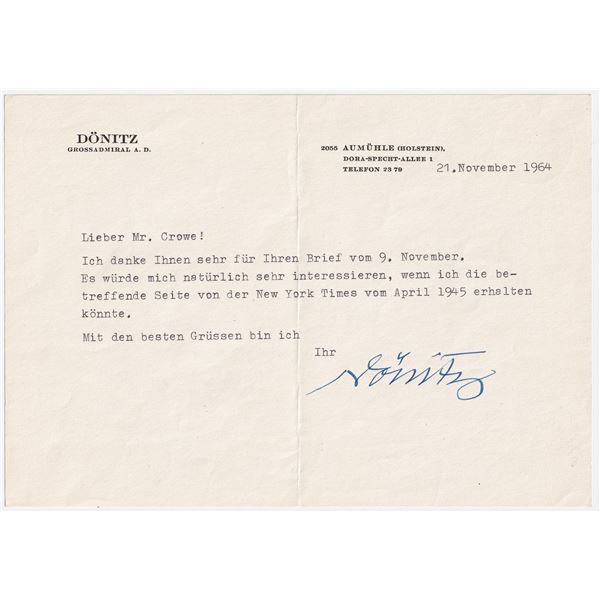 DÖNITZ
GROSSADMIRAL A. D.
2055 AUMÜHLE (HOLSTEIN),
DORA-SPECHT-ALLEE 1
TELEFON 23 79
21.November 1964
Lieber Mr. Crowe!
Ich danke Ihnen sehr für Ihren Brief vom 9. November.
Es würde mich natürlich sehr interessieren, wenn ich die be-
treffende Seite von der New York Times vom April 1945 erhalten
könnte.
Mit den besten Grüssen bin ich
Ihr
Dönitz